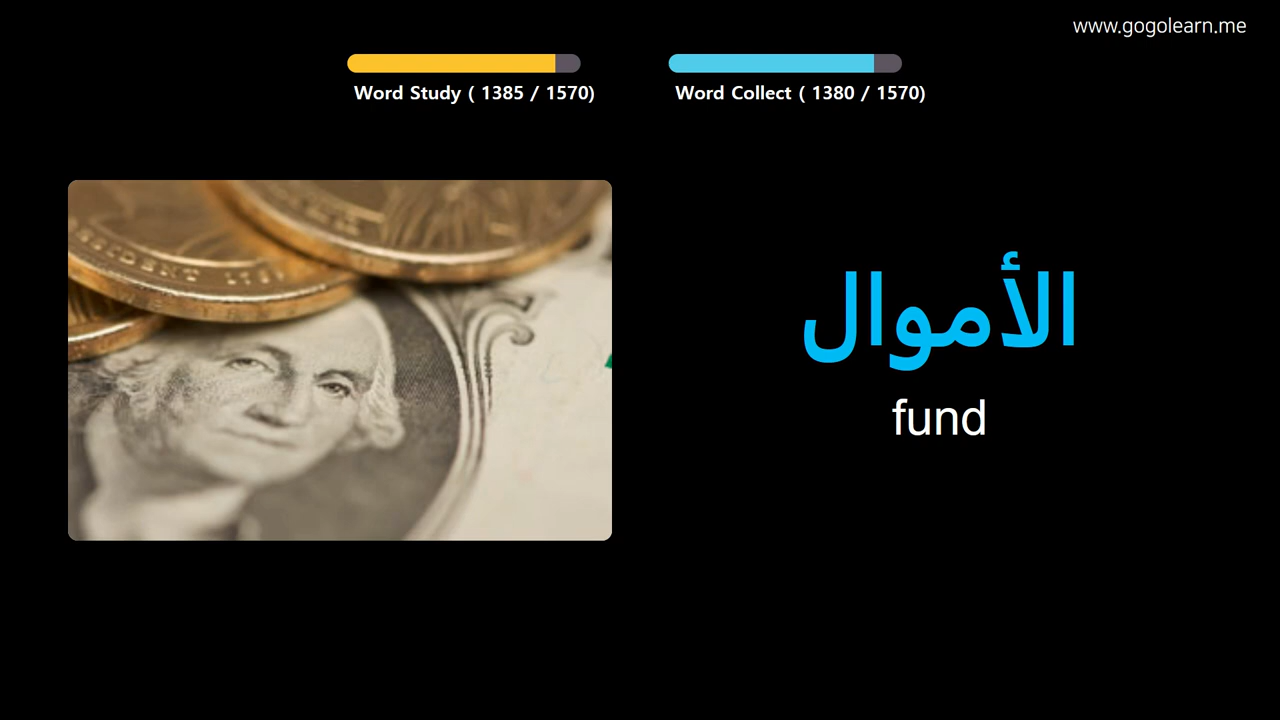 www.gogolearn.me
Word Study ( 1385 / 1570)
Word Collect ( 1380 / 1570)
الأموال
fund